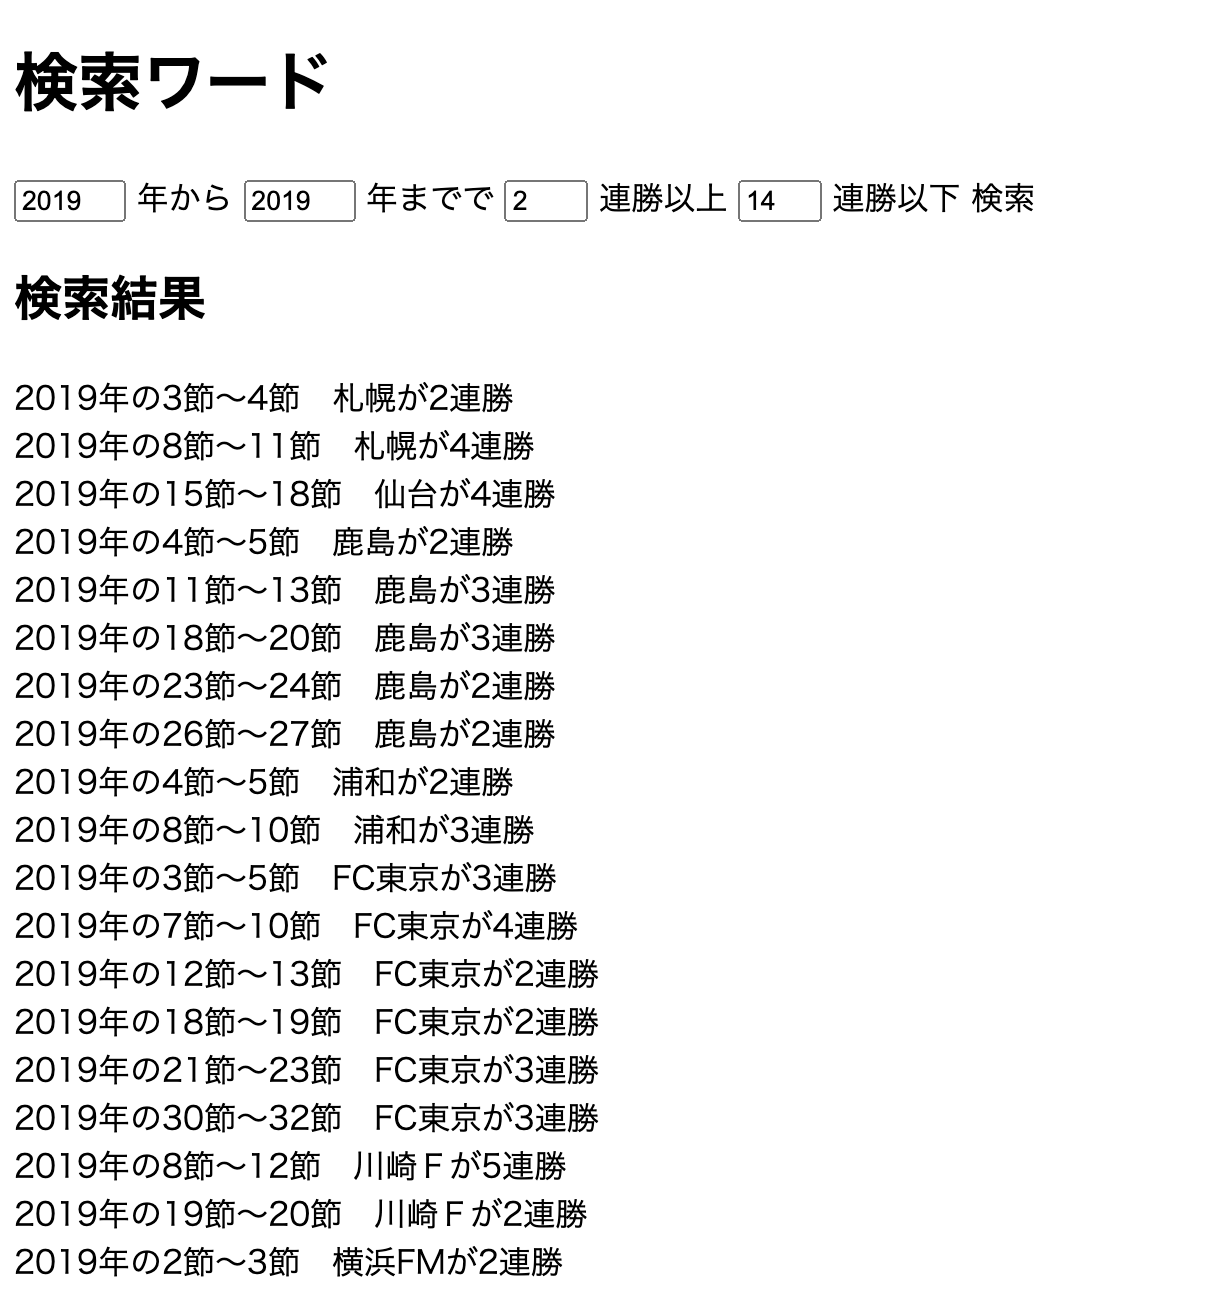 検索ワード
2019 年から 2019 年までで 2 連勝以上 14 連勝以下 検索
検索結果
2019年の3節〜4節　札幌が2連勝
2019年の8節〜11節　札幌が4連勝
2019年の15節〜18節　仙台が4連勝
2019年の4節〜5節　鹿島が2連勝
2019年の11節〜13節　鹿島が3連勝
2019年の18節〜20節　鹿島が3連勝
2019年の23節〜24節　鹿島が2連勝
2019年の26節〜27節　鹿島が2連勝
2019年の4節〜5節　浦和が2連勝
2019年の8節〜10節　浦和が3連勝
2019年の3節〜5節　FC東京が3連勝
2019年の7節〜10節　FC東京が4連勝
2019年の12節〜13節　FC東京が2連勝
2019年の18節〜19節　FC東京が2連勝
2019年の21節〜23節　FC東京が3連勝
2019年の30節〜32節　FC東京が3連勝
2019年の8節〜12節　川崎Ｆが5連勝
2019年の19節〜20節　川崎Ｆが2連勝
2019年の2節〜3節　横浜FMが2連勝